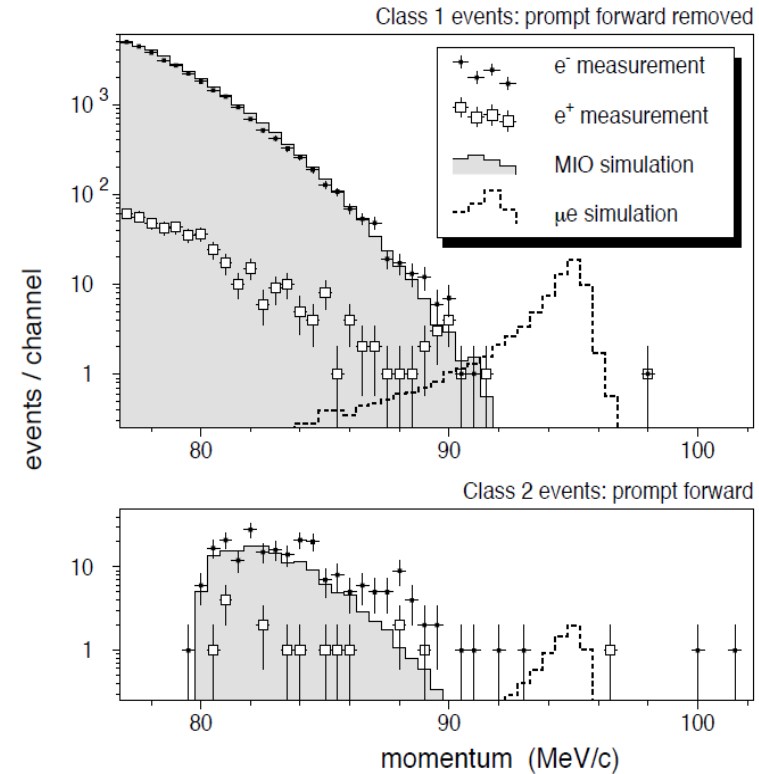 Class 1 events: prompt forward removed
e⁻ measurement
e⁺ measurement
MIO simulation
μe simulation
10³
10²
10
1
80 90 100
events / channel
Class 2 events: prompt forward
10
1
80 90 100
momentum (MeV/c)